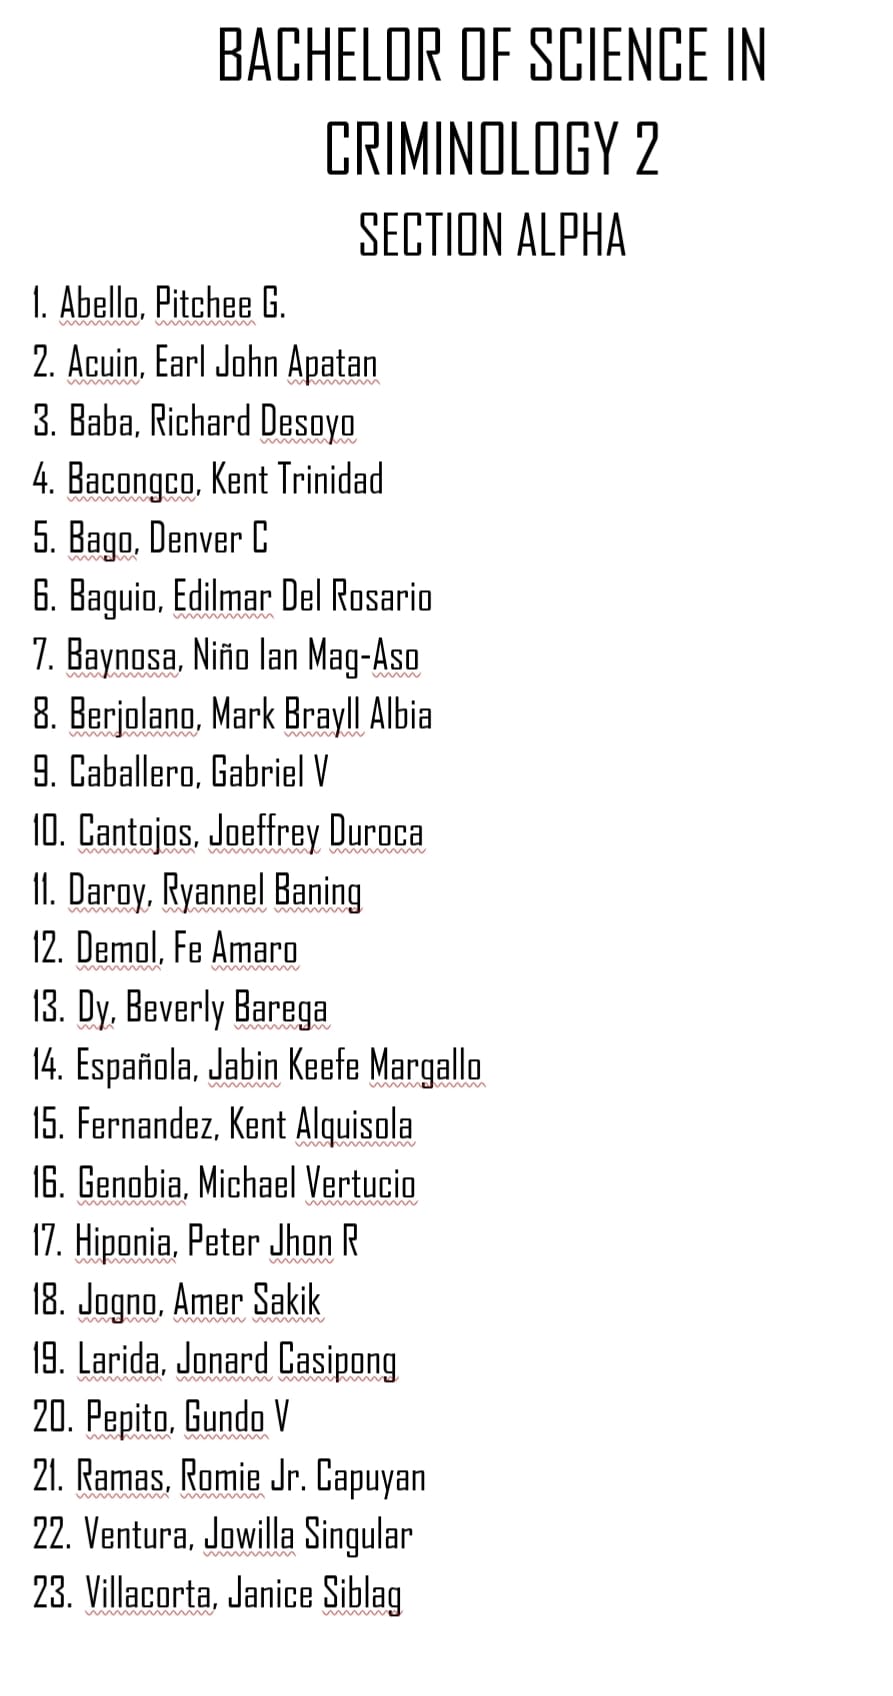 BACHELOR OF SCIENCE IN
CRIMINOLOGY 2
SECTION ALPHA
1. Abello, Pitchee G.
2. Acuin, Earl John Apatan
3. Baba, Richard Desoyo
4. Bacongco, Kent Trinidad
5. Bago, Denver C
6. Baguio, Edilmar Del Rosario
7. Baynosa, Niño Ian Mag-Aso
8. Berjolano, Mark Brayll Albia
9. Caballero, Gabriel V
10. Cantojos, Joeffrey Duroca
11. Daroy, Ryannel Baning
12. Demol, Fe Amaro
13. Dy, Beverly Barega
14. Española, Jabin Keefe Margallo
15. Fernandez, Kent Alquisola
16. Genobia, Michael Vertucio
17. Hiponia, Peter Jhon R
18. Jogno, Amer Sakik
19. Larida, Jonard Casipong
20. Pepito, Gundo V
21. Ramas, Romie Jr. Capuyan
22. Ventura, Jowilla Singular
23. Villacorta, Janice Siblag